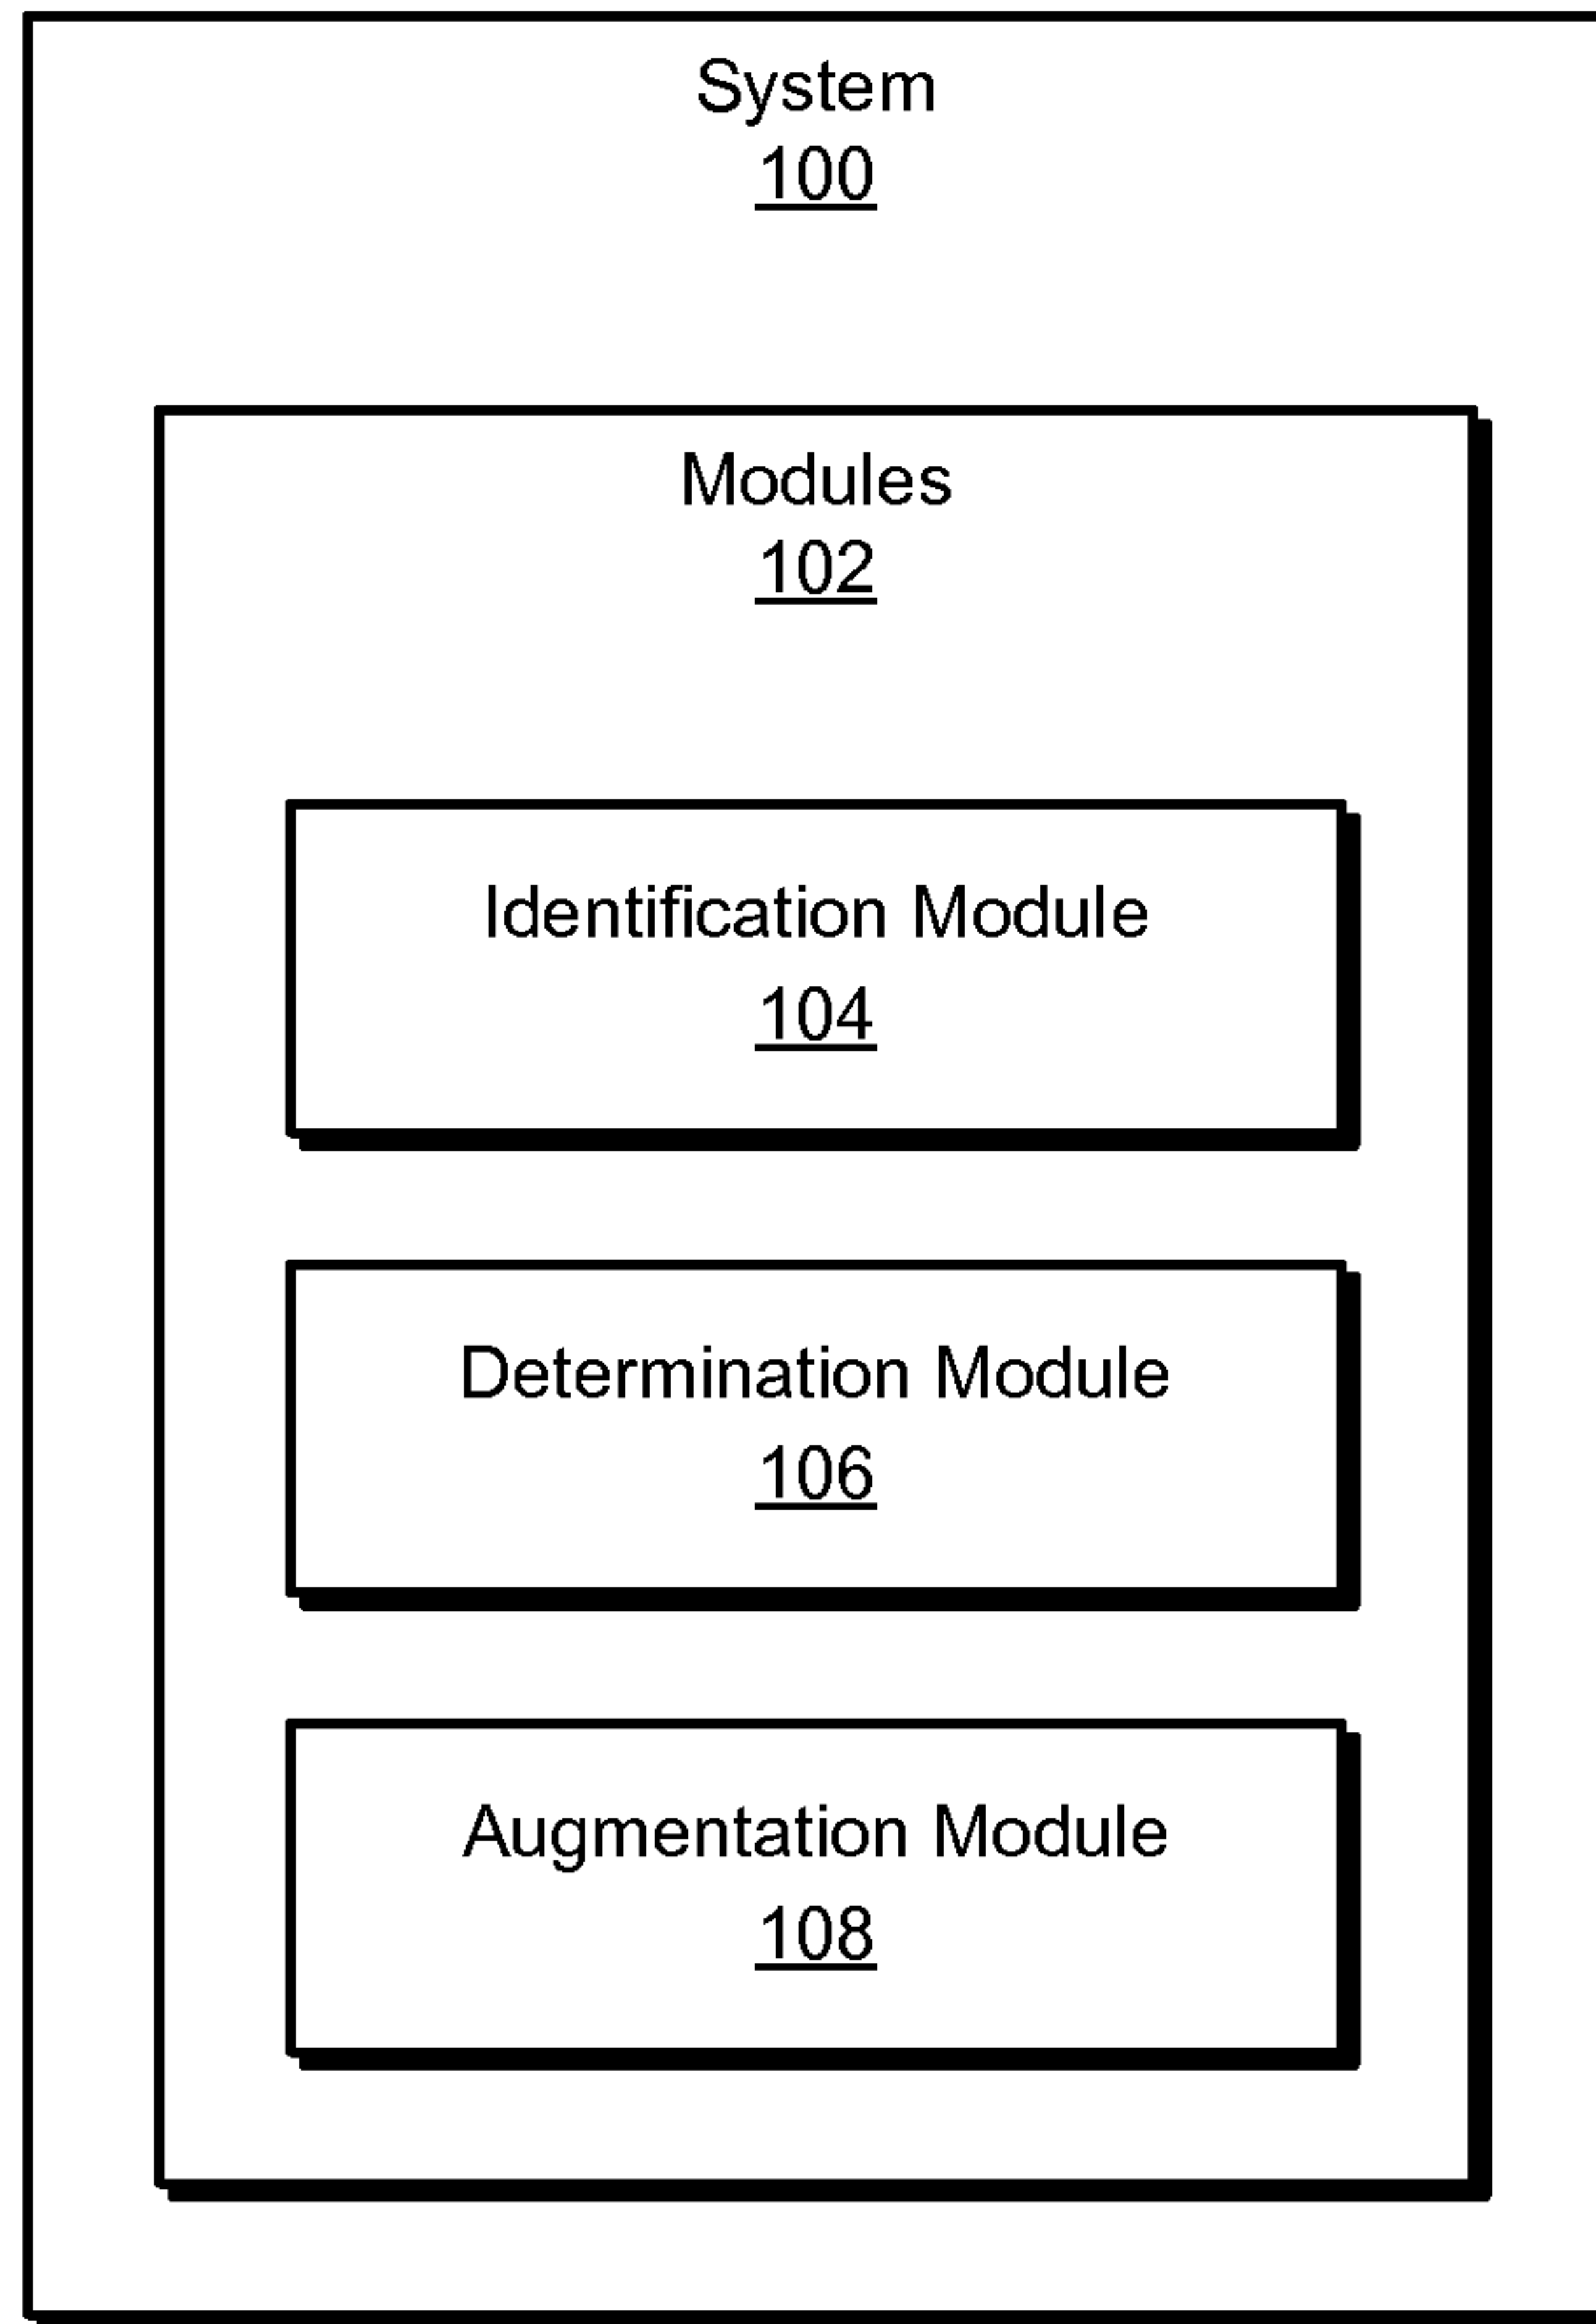 System
100
Modules
102
Identification Module
104
Determination Module
106
Augmentation Module
108